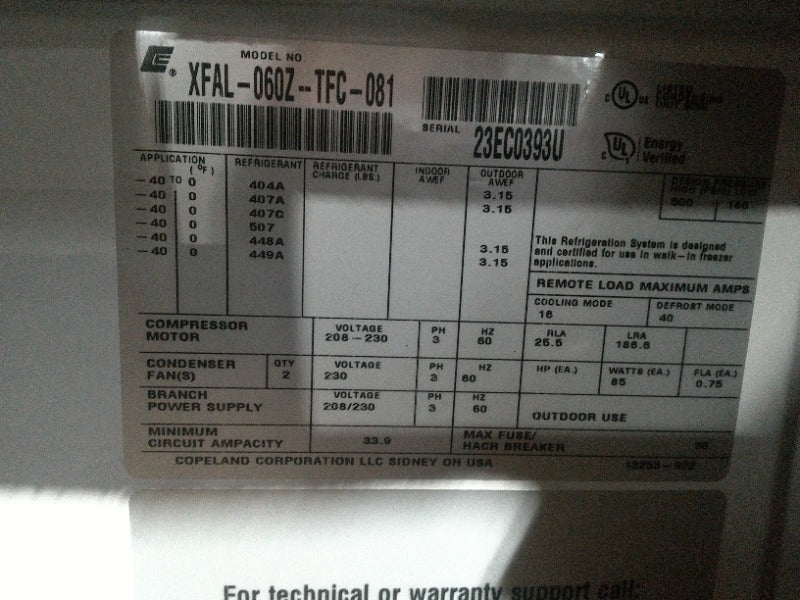 MODEL NO.
XFAL-060Z-TFC-081
SERIAL 23EC0393U
C UL US LISTED
C UL Energy Verified
APPLICATION (°F) REFRIGERANT REFRIGERANT CHARGE (LBS.) INDOOR AWEF OUTDOOR AWEF
-40 TO 0 404A 3.15
-40 0 407A 3.15
-40 0 407C
-40 0 507
-40 0 448A 3.15
-40 0 449A 3.15
This Refrigeration System is designed
and certified for use in walk-in freezer
applications.
REMOTE LOAD MAXIMUM AMPS
COOLING MODE DEFROST MODE
16 40
COMPRESSOR MOTOR VOLTAGE PH HZ RLA LRA
208-230 3 60 25.5
CONDENSER FAN(S) QTY VOLTAGE PH HZ HP (EA.) WATTS (EA.) FLA (EA.)
2 230 3 60 85 0.75
BRANCH POWER SUPPLY VOLTAGE PH HZ
208/230 3 60 OUTDOOR USE
MINIMUM CIRCUIT AMPACITY 33.9 MAX FUSE/ HACR BREAKER
COPELAND CORPORATION LLC SIDNEY OH USA
For technical or warranty support call: